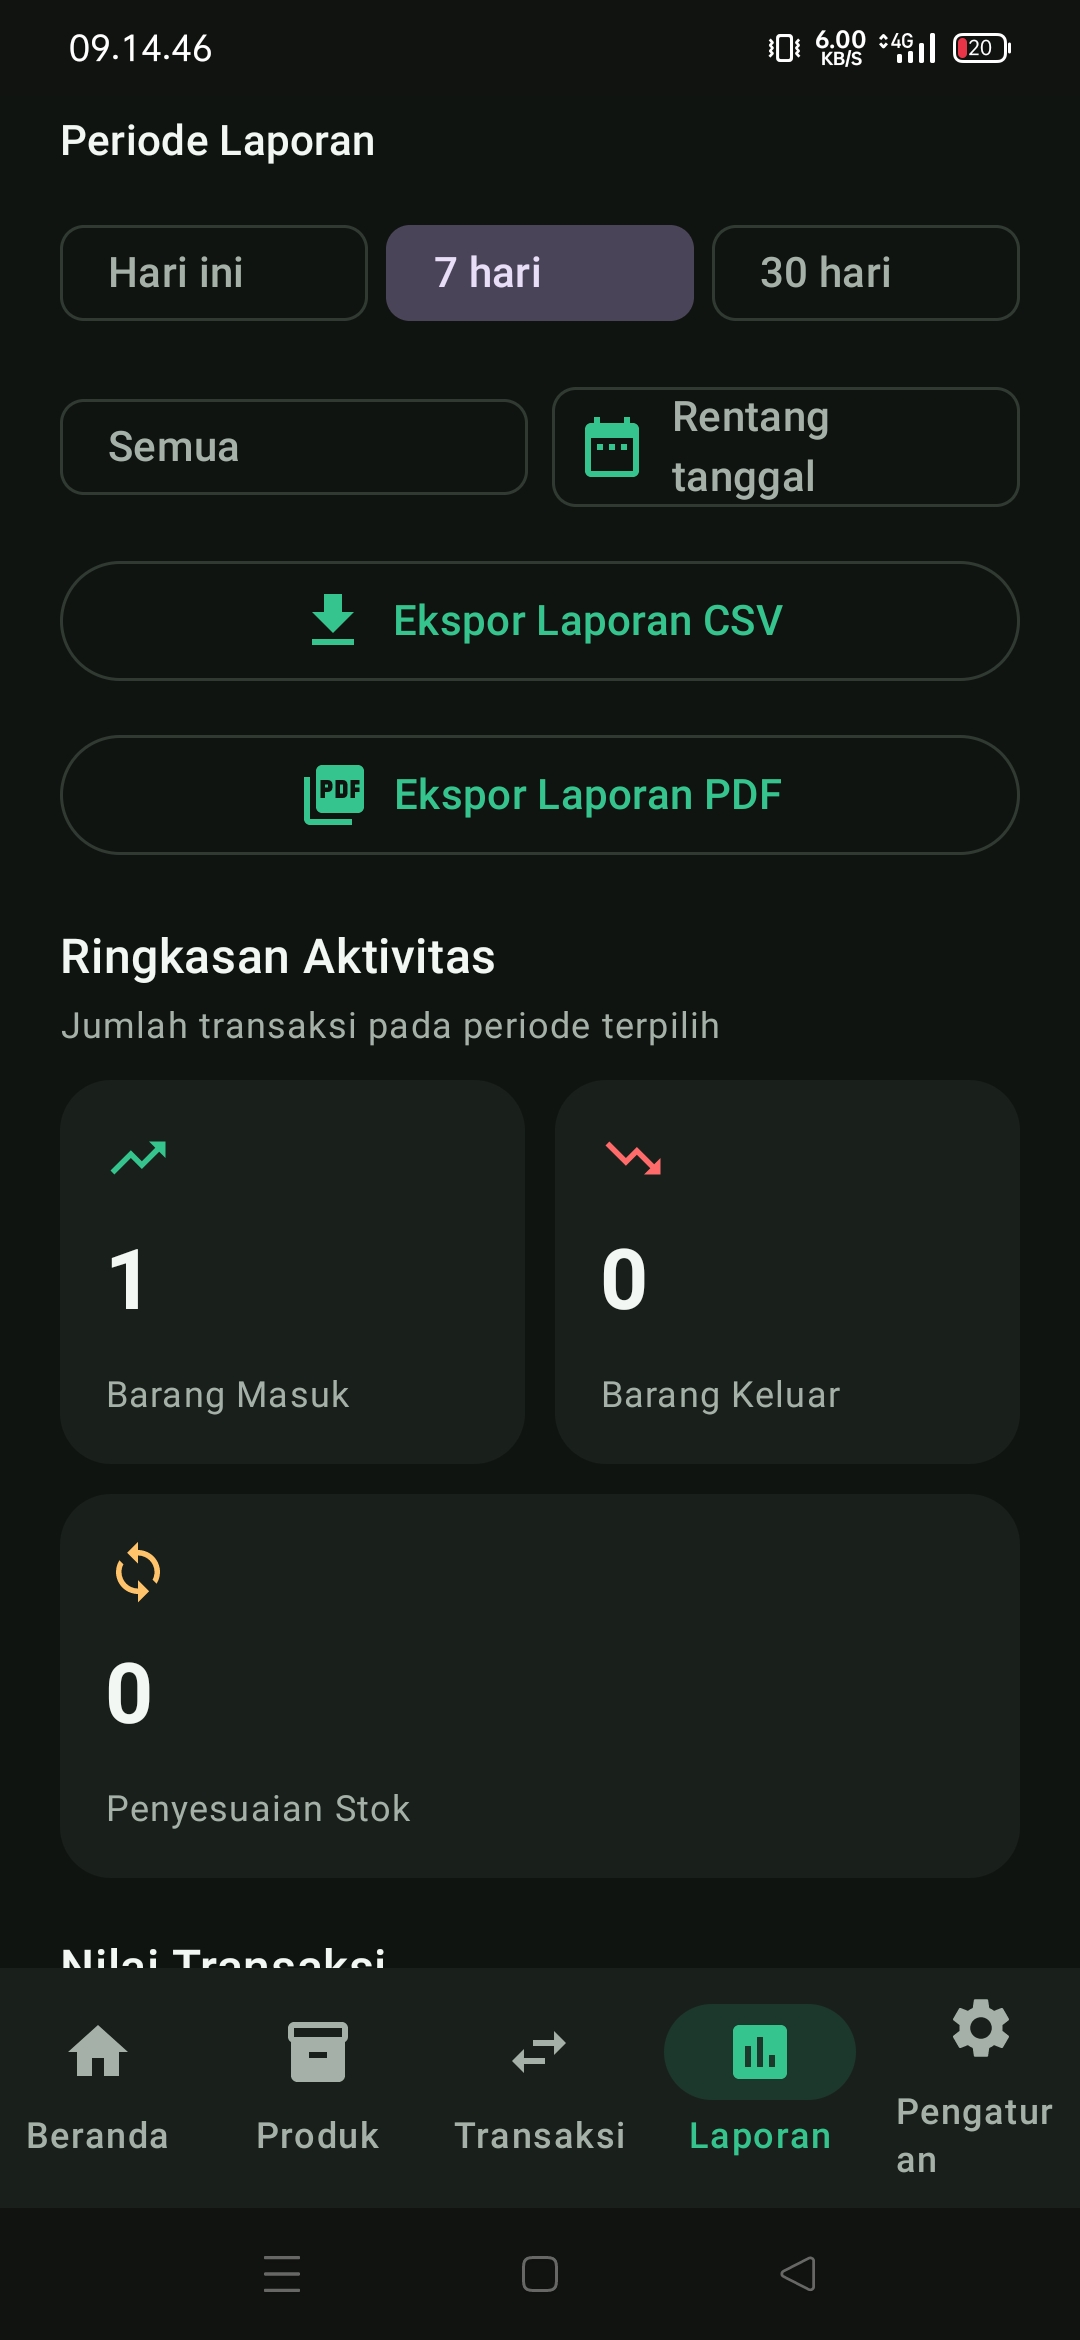 09.14.46
6.00
KB/S
4G
20
Periode Laporan
Hari ini
7 hari
30 hari
Semua
Rentang
tanggal
Ekspor Laporan CSV
PDF
Ekspor Laporan PDF
Ringkasan Aktivitas
Jumlah transaksi pada periode terpilih
1
0
Barang Masuk
Barang Keluar
0
Penyesuaian Stok
Nilai Transaksi
Beranda
Produk
Transaksi
Laporan
Pengatur
an